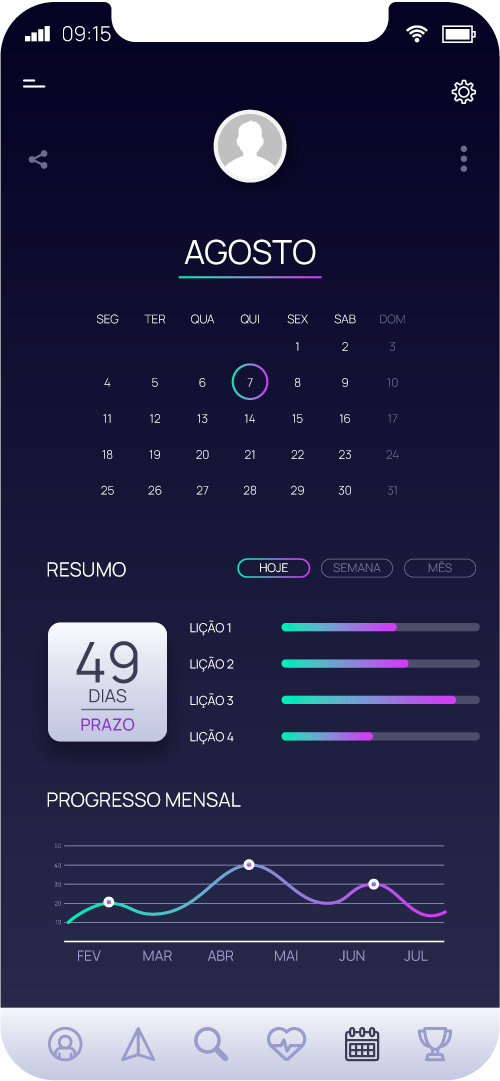 09:15
AGOSTO
SEG TER QUA QUI SEX SAB DOM
1 2 3
4 5 6 7 8 9 10
11 12 13 14 15 16 17
18 19 20 21 22 23 24
25 26 27 28 29 30 31
RESUMO
HOJE SEMANA MÊS
49
DIAS
PRAZO
LIÇÃO 1
LIÇÃO 2
LIÇÃO 3
LIÇÃO 4
PROGRESSO MENSAL
50
40
30
20
10
FEV MAR ABR MAI JUN JUL